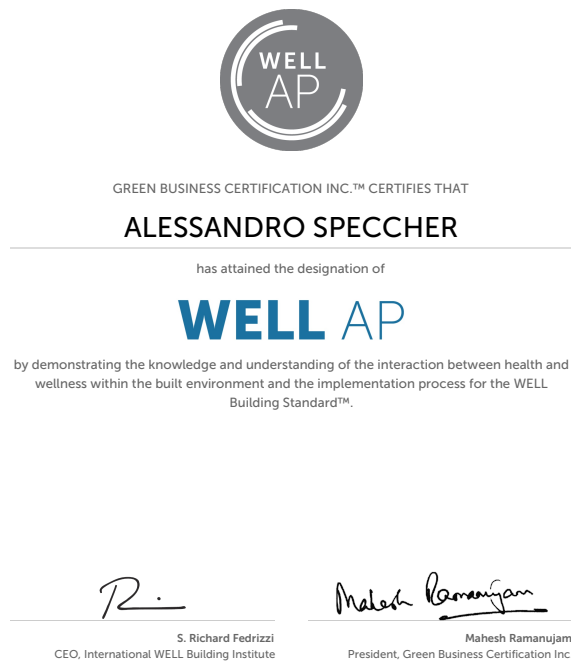 WELL
AP
GREEN BUSINESS CERTIFICATION INC.™ CERTIFIES THAT
ALESSANDRO SPECCHER
has attained the designation of
WELL AP
by demonstrating the knowledge and understanding of the interaction between health and
wellness within the built environment and the implementation process for the WELL
Building Standard™.
Mahesh Ramanujam
S. Richard Fedrizzi
CEO, International WELL Building Institute
Mahesh Ramanujam
President, Green Business Certification Inc.